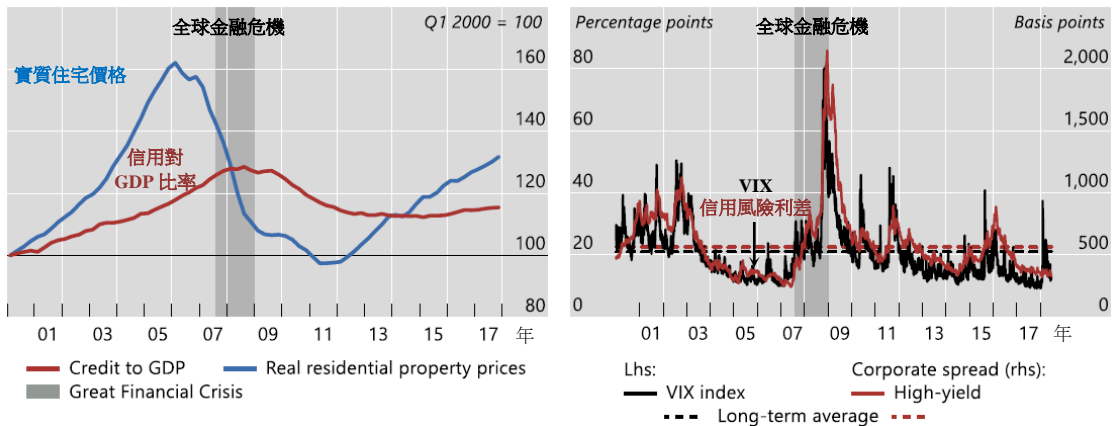 全球金融危機
Q1 2000 = 100
實質住宅價格
信用對
GDP 比率
160
140
120
100
80
01 03 05 07 09 11 13 15 17 年
Credit to GDP
Real residential property prices
Great Financial Crisis
Percentage points
全球金融危機
Basis points
80
60
40
20
0
VIX
信用風險利差
2,000
1,500
1,000
500
0
01 03 05 07 09 11 13 15 17 年
Lhs:
VIX index
Corporate spread (rhs):
High-yield
Long-term average